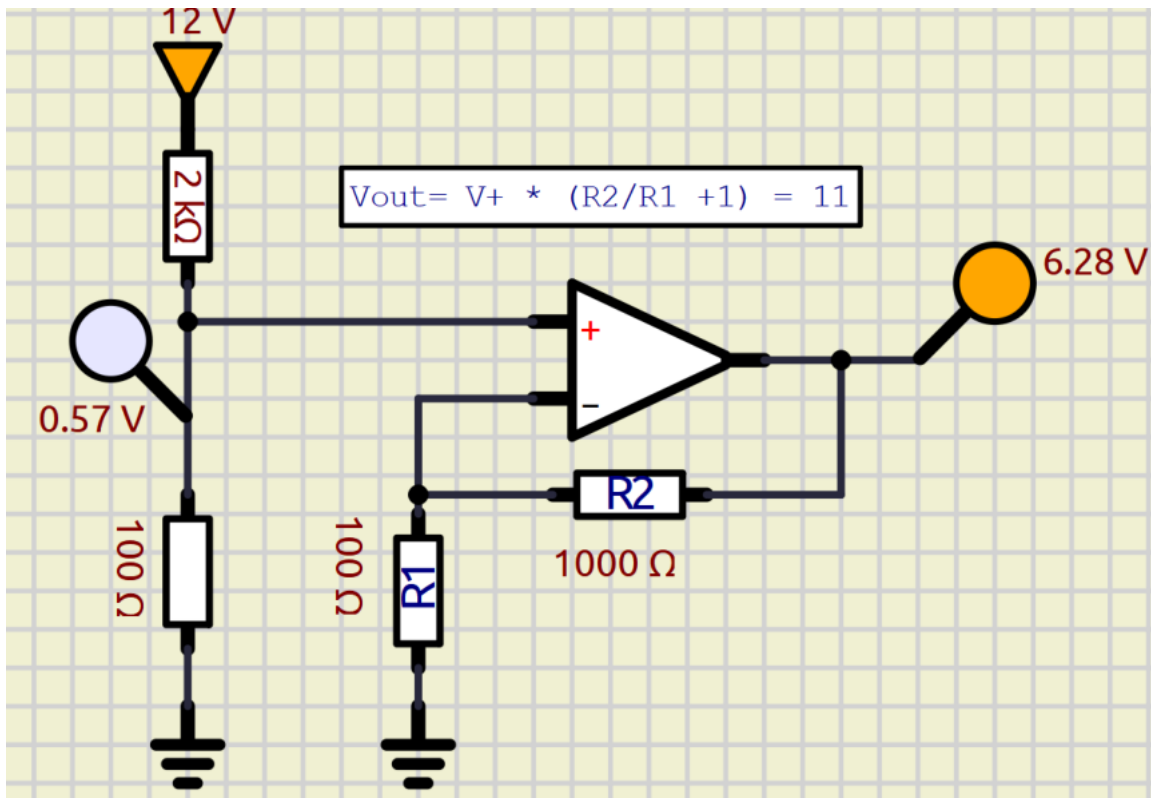 12 V
2 kΩ
Vout= V+ * (R2/R1 +1) = 11
6.28 V
+
0.57 V
−
R2
100 Ω
100 Ω
R1
1000 Ω